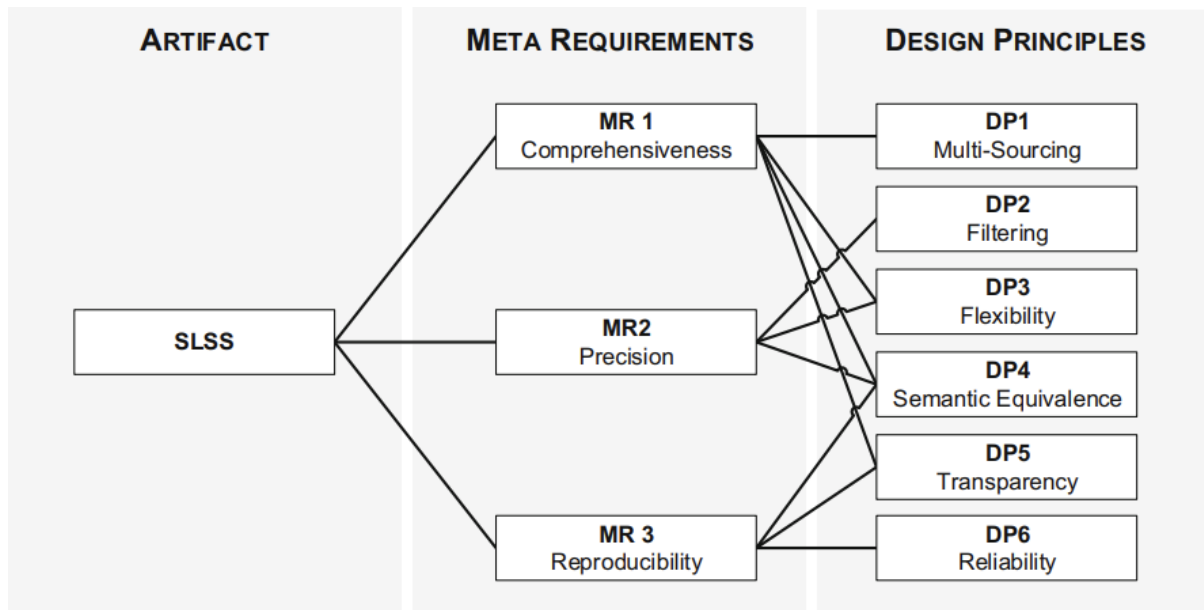 ARTIFACT
META REQUIREMENTS
DESIGN PRINCIPLES
SLSS
MR 1
Comprehensiveness
MR2
Precision
MR 3
Reproducibility
DP1
Multi-Sourcing
DP2
Filtering
DP3
Flexibility
DP4
Semantic Equivalence
DP5
Transparency
DP6
Reliability